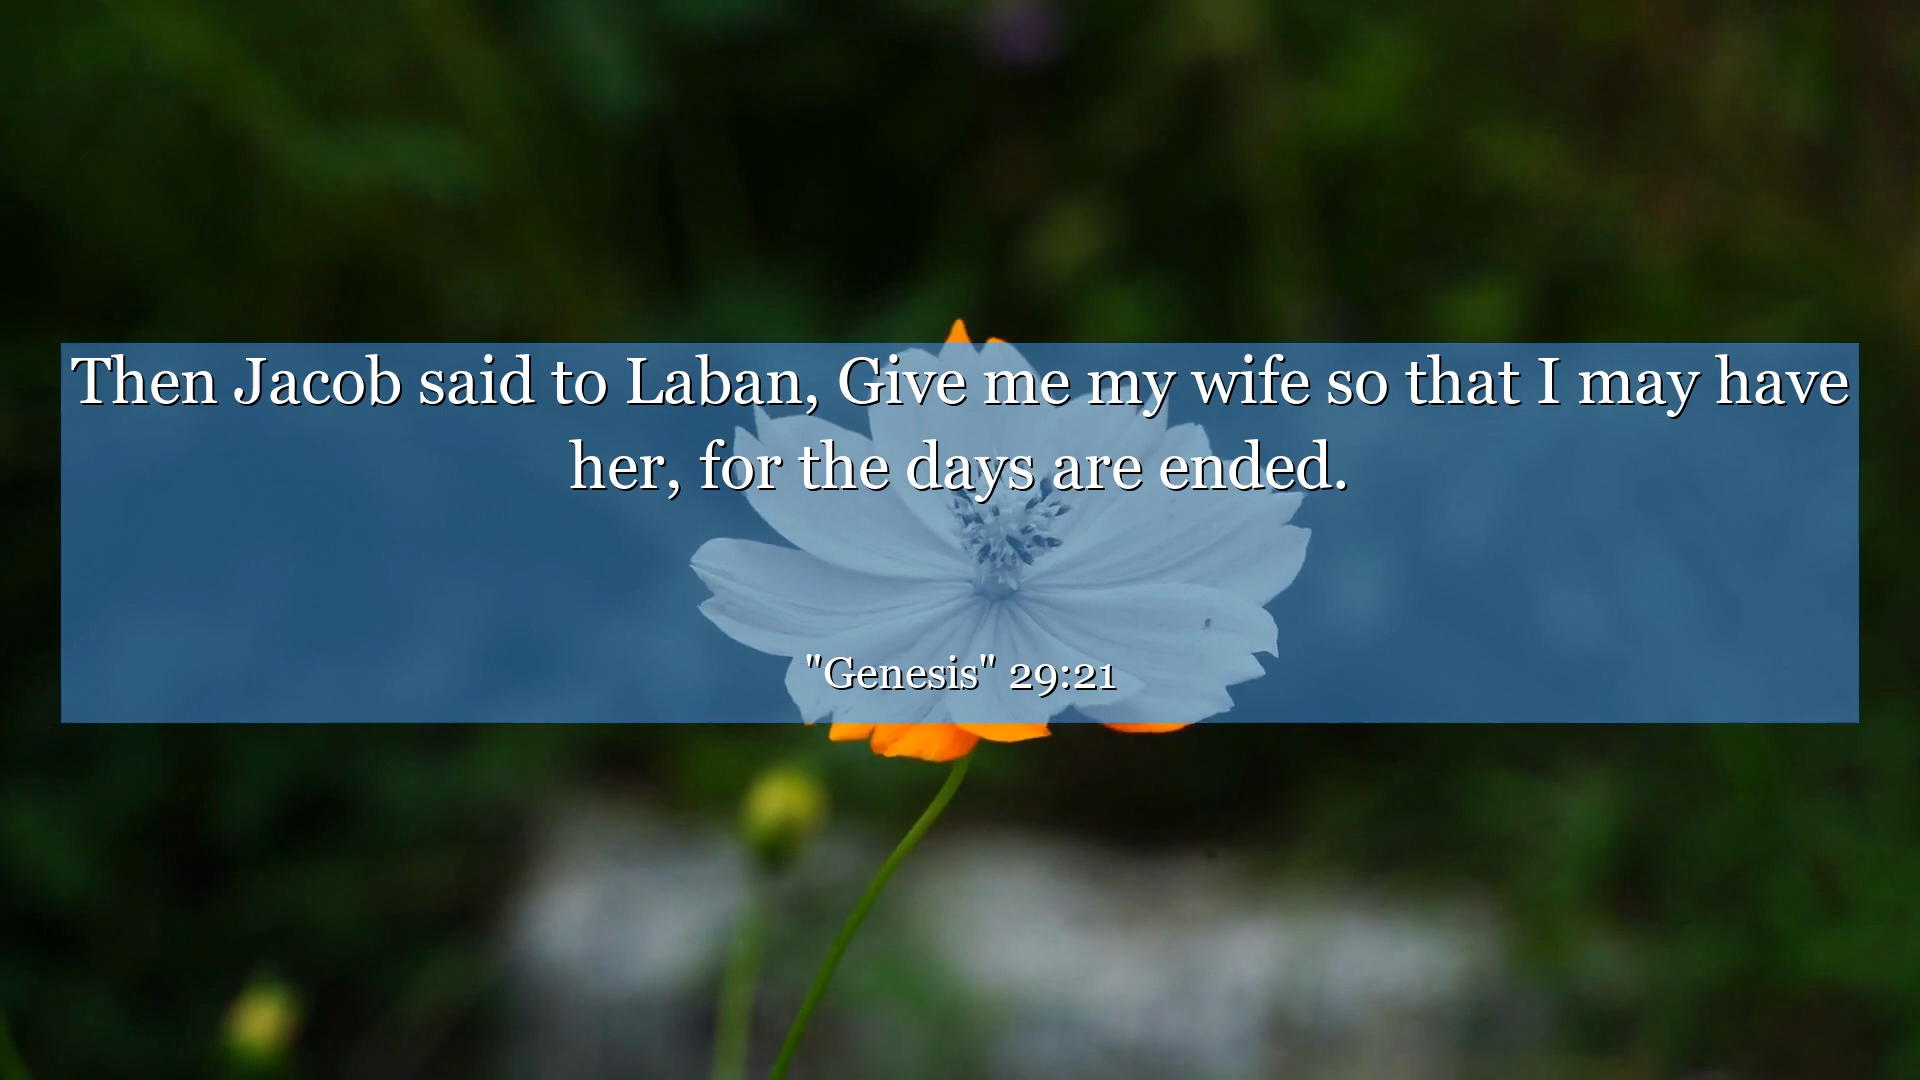 Then Jacob said to Laban, Give me my wife so that I may have
her, for the days are ended.
"Genesis" 29:21